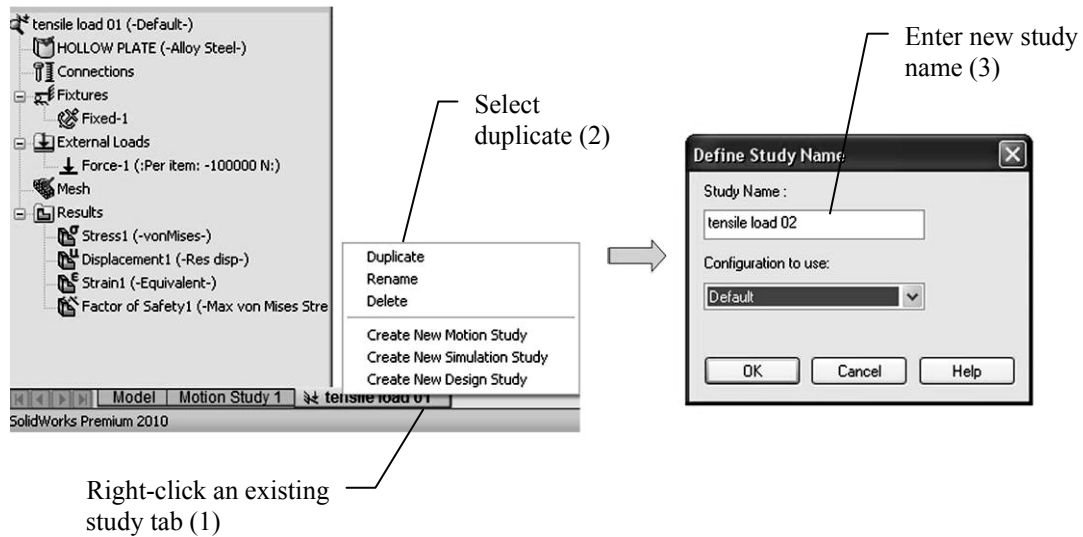 tensile load 01 (-Default-)
HOLLOW PLATE (-Alloy Steel-)
Connections
Fixtures
Fixed-1
External Loads
Force-1 (:Per item: -100000 N:)
Mesh
Results
Stress1 (-vonMises-)
Displacement1 (-Res disp-)
Strain1 (-Equivalent-)
Factor of Safety1 (-Max von Mises Stre
Model
Motion Study 1
tensile load 01
SolidWorks Premium 2010
Right-click an existing
study tab (1)
Select
duplicate (2)
Duplicate
Rename
Delete
Create New Motion Study
Create New Simulation Study
Create New Design Study
Enter new study
name (3)
Define Study Name
Study Name :
tensile load 02
Configuration to use:
Default
OK
Cancel
Help